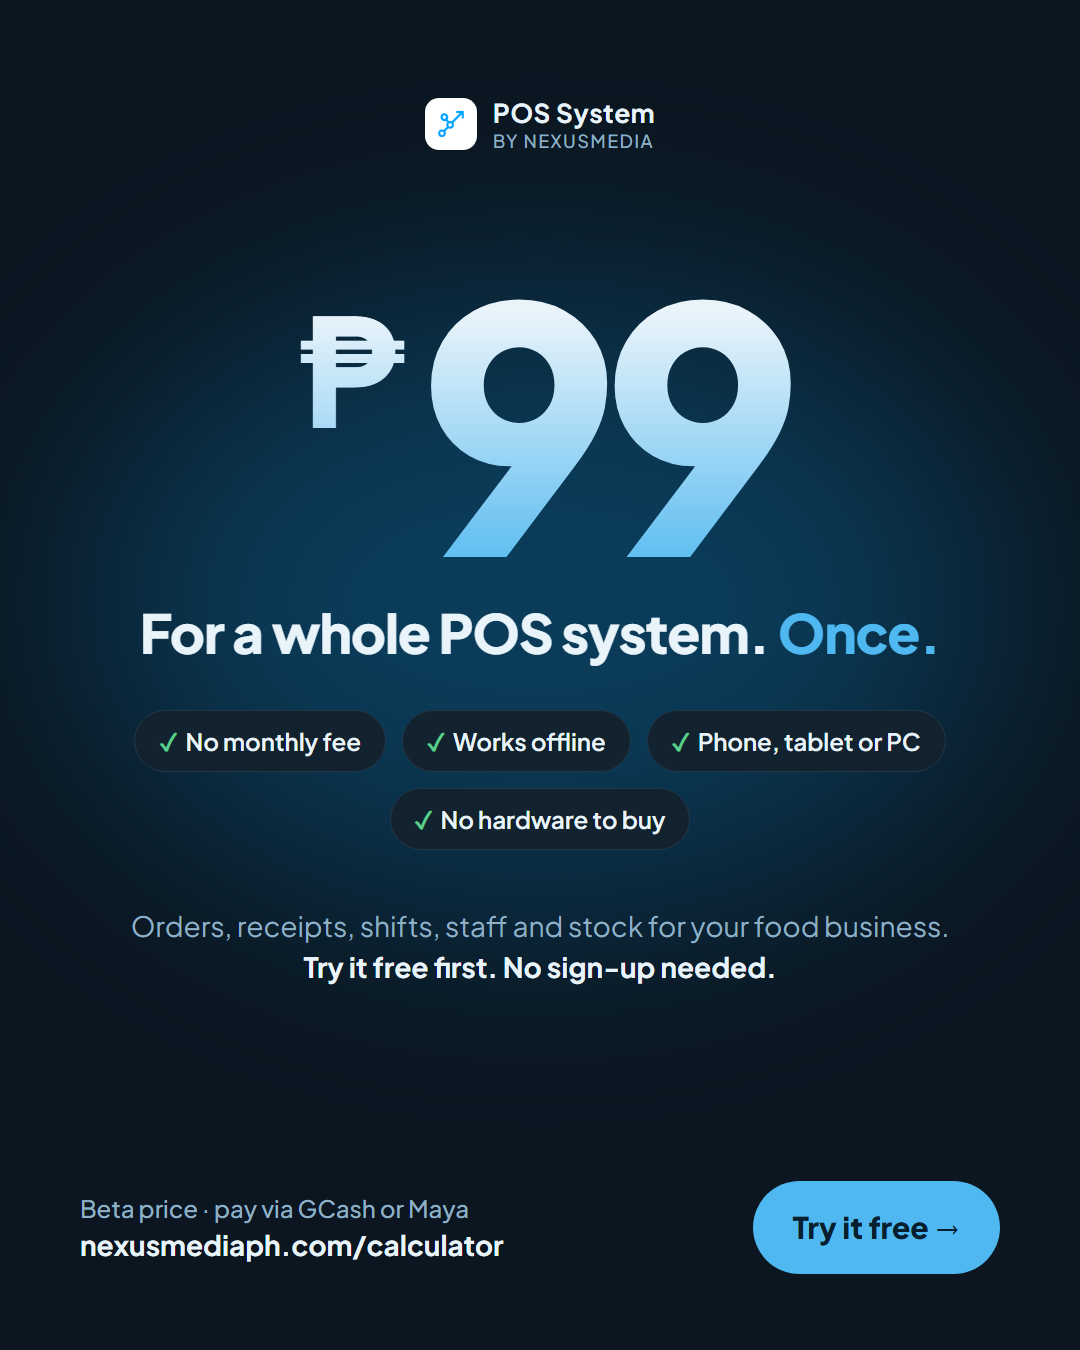 POS System
BY NEXUSMEDIA
₱99
For a whole POS system. Once.
✓ No monthly fee
✓ Works offline
✓ Phone, tablet or PC
✓ No hardware to buy
Orders, receipts, shifts, staff and stock for your food business.
Try it free first. No sign-up needed.
Beta price · pay via GCash or Maya
nexusmediaph.com/calculator
Try it free →